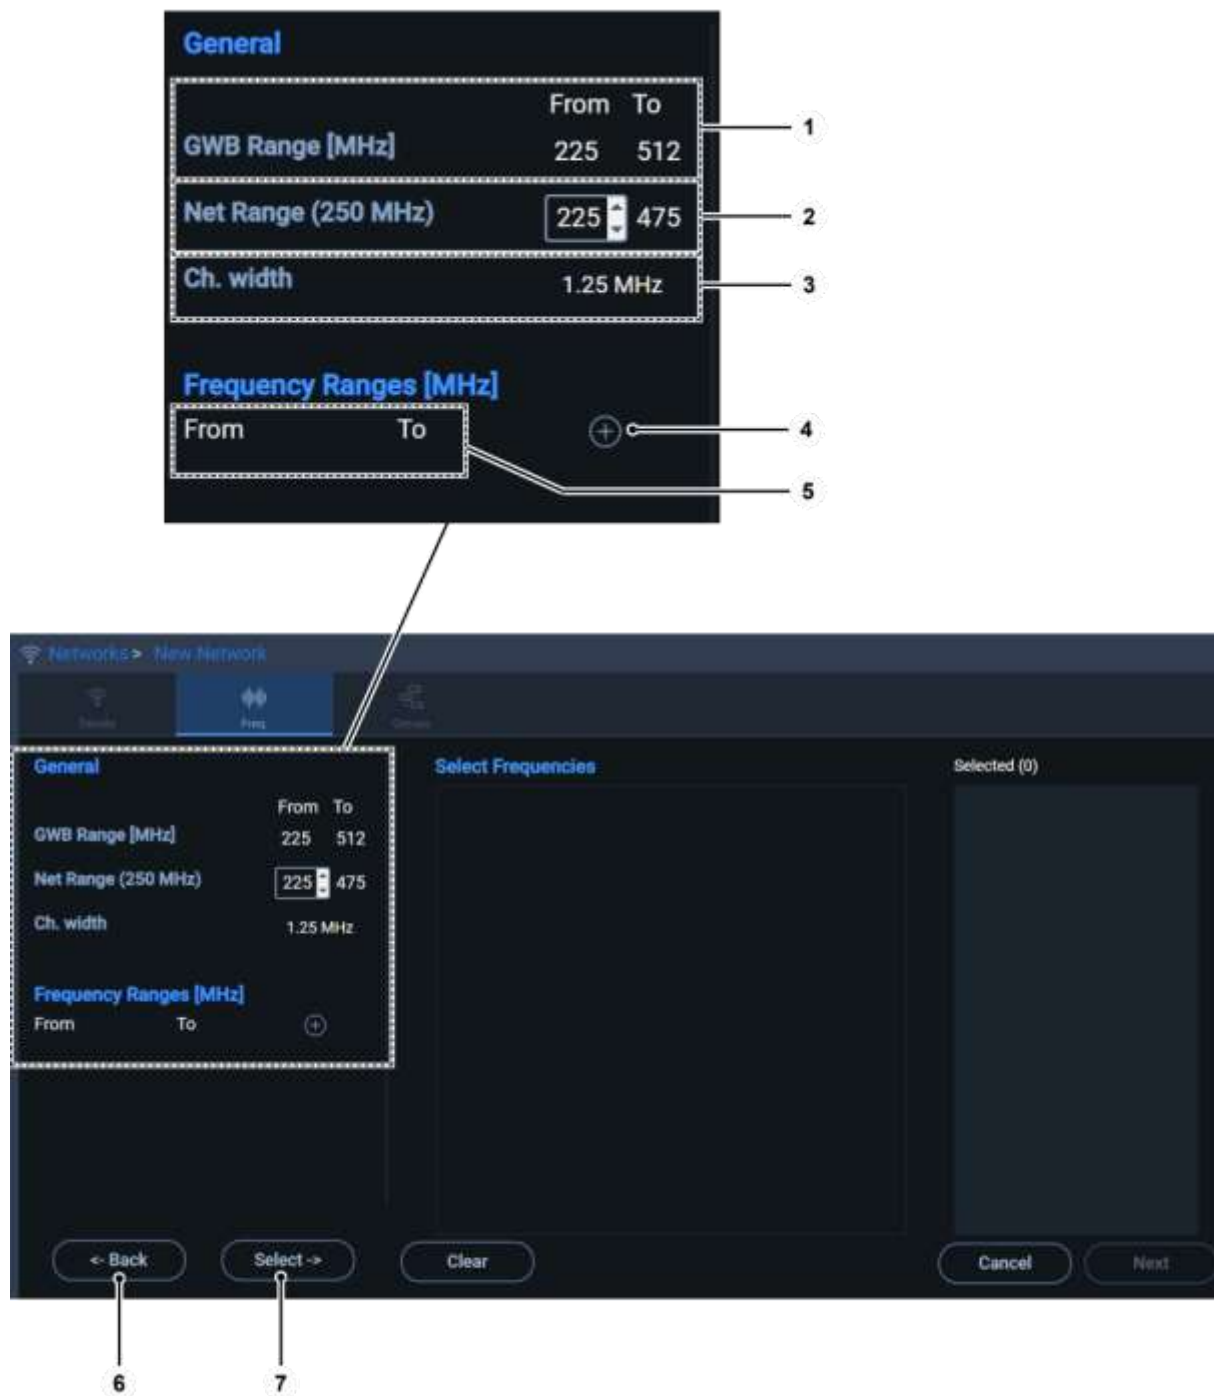 General
From To
1
GWB Range [MHz] 225 512
Net Range (250 MHz) 225 475
2
Ch. width 1.25 MHz
3
Frequency Ranges [MHz]
From To
4
5
Networks > New Network
Freq.
General
Select Frequencies
Selected (0)
From To
GWB Range [MHz] 225 512
Net Range (250 MHz) 225 475
Ch. width 1.25 MHz
Frequency Ranges [MHz]
From To
<- Back
Select ->
Clear
Cancel
Next
6
7